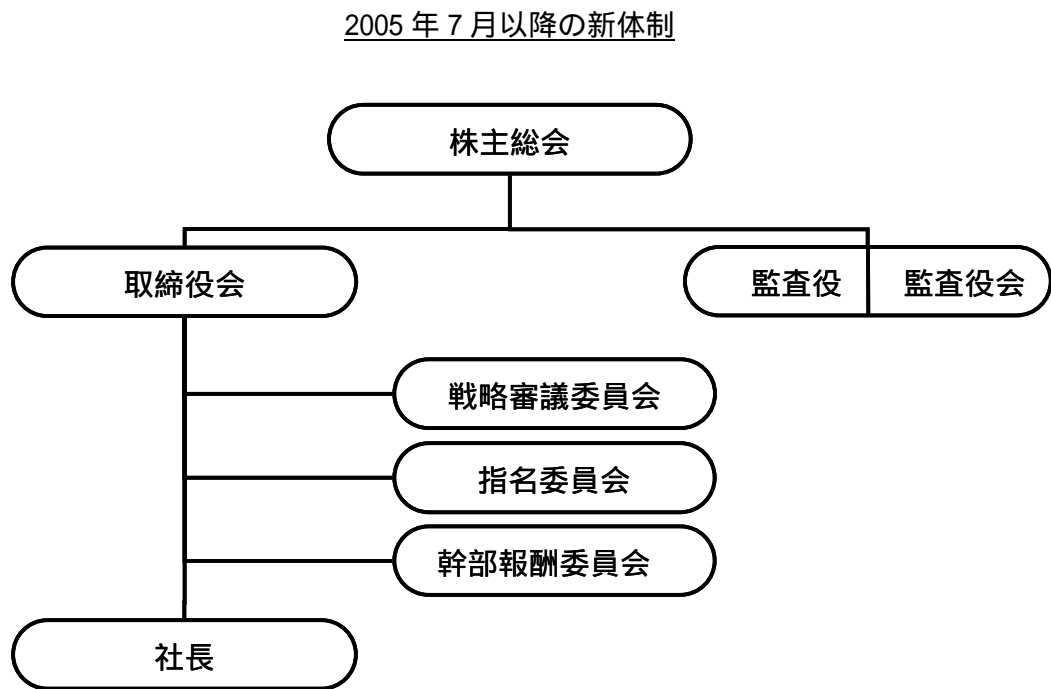 2005 年 7 月以降の新体制
株主総会
取締役会
監査役 監査役会
戦略審議委員会
指名委員会
幹部報酬委員会
社長